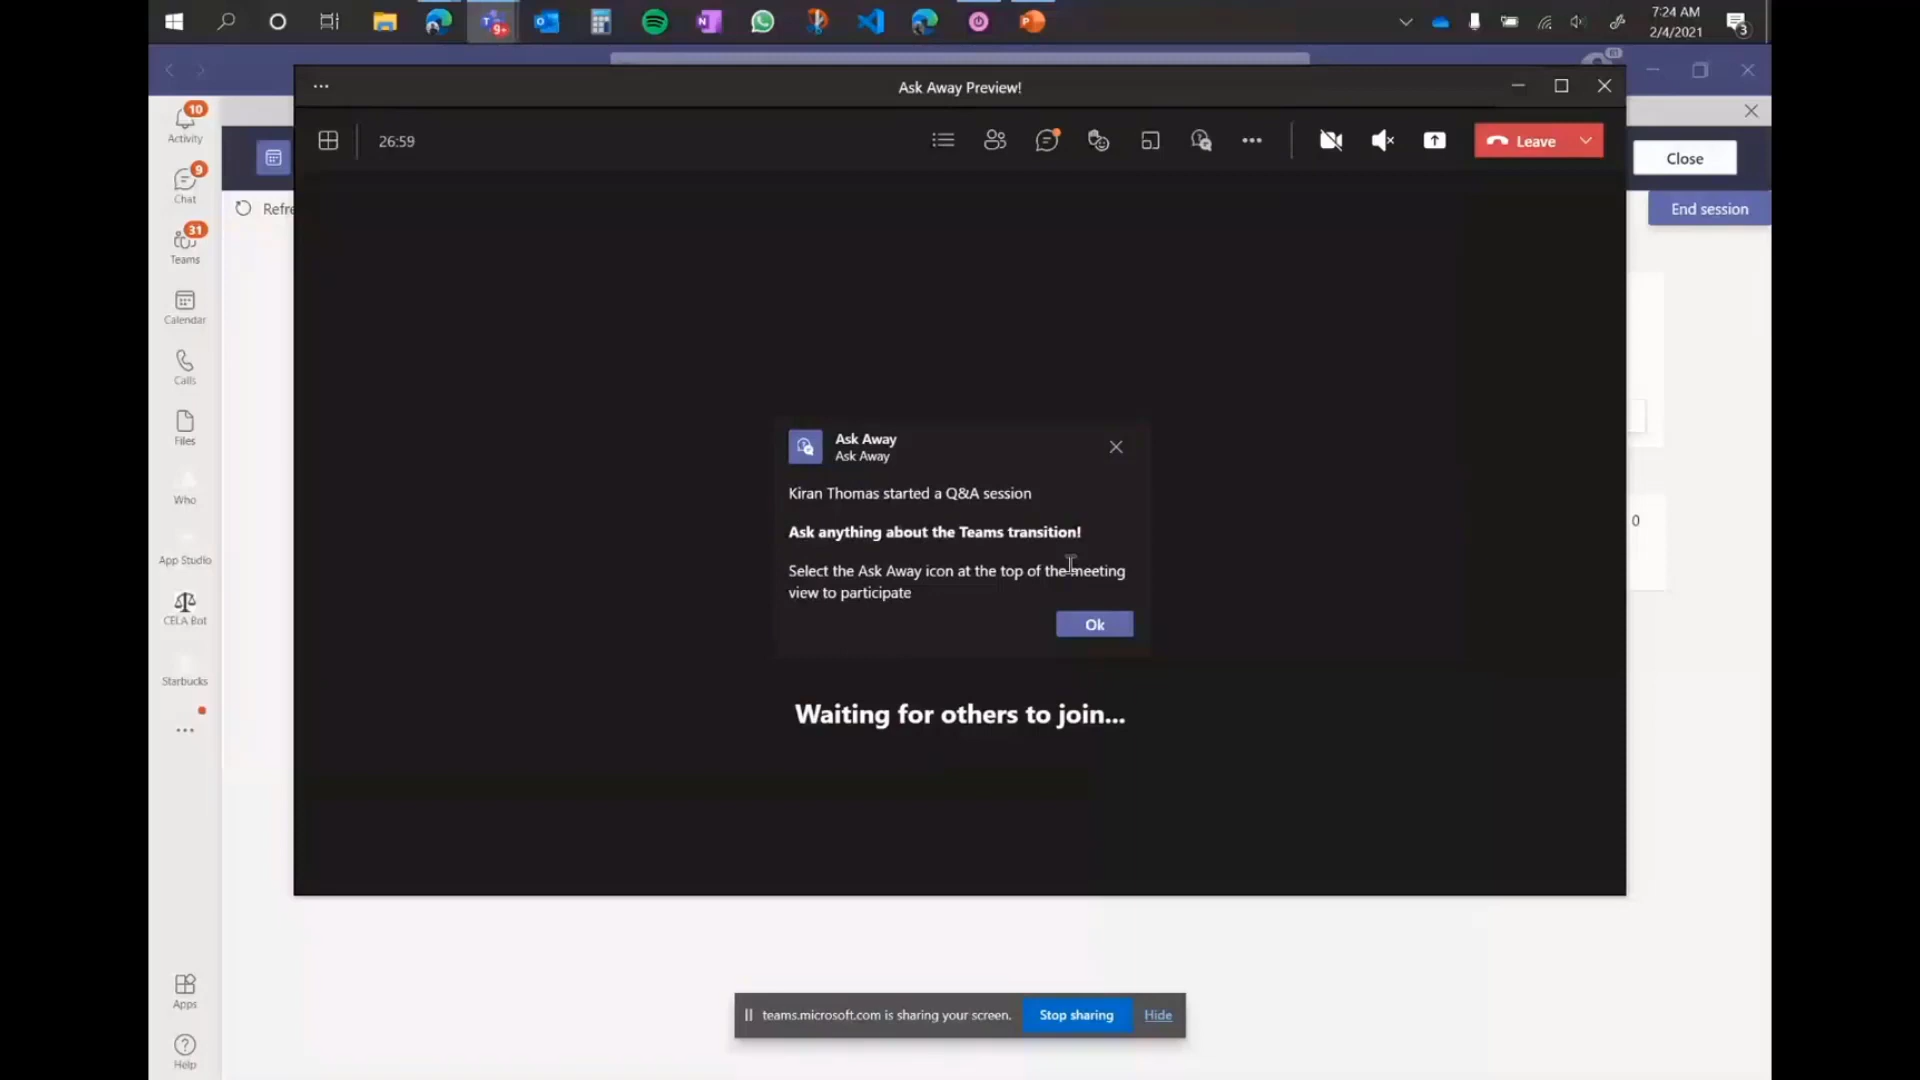 7:24 AM
2/4/2021
3
9+
Ask Away Preview!
10
Activity
26:59
Leave
Close
9
Chat
Refre
End session
31
Teams
Calendar
Calls
Files
Ask Away
Ask Away
Kiran Thomas started a Q&A session
Ask anything about the Teams transition!
Select the Ask Away icon at the top of the meeting
view to participate
Ok
Who
0
App Studio
CELA Bot
Starbucks
Waiting for others to join...
Apps
teams.microsoft.com is sharing your screen.
Stop sharing
Hide
Help